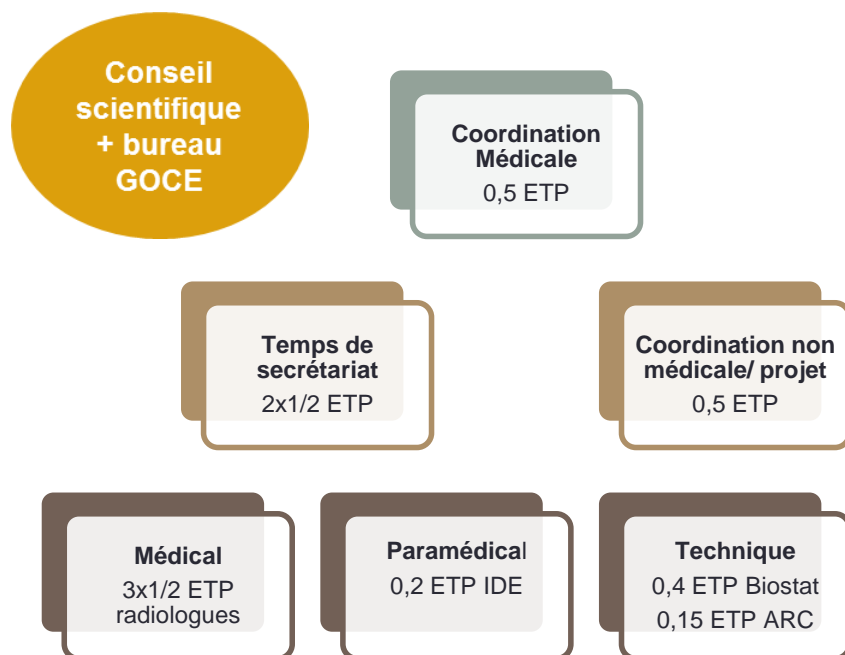 Conseil
scientifique
+ bureau
GOCE
Coordination
Médicale
0,5 ETP
Temps de
secrétariat
2x1/2 ETP
Coordination non
médicale/ projet
0,5 ETP
Médical
3x1/2 ETP
radiologues
Paramédical
0,2 ETP IDE
Technique
0,4 ETP Biostat
0,15 ETP ARC